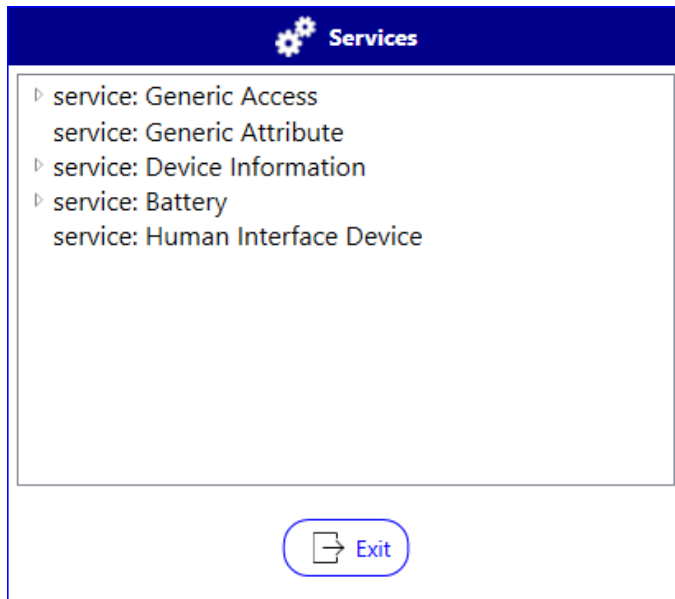 Services
service: Generic Access
service: Generic Attribute
service: Device Information
service: Battery
service: Human Interface Device
Exit